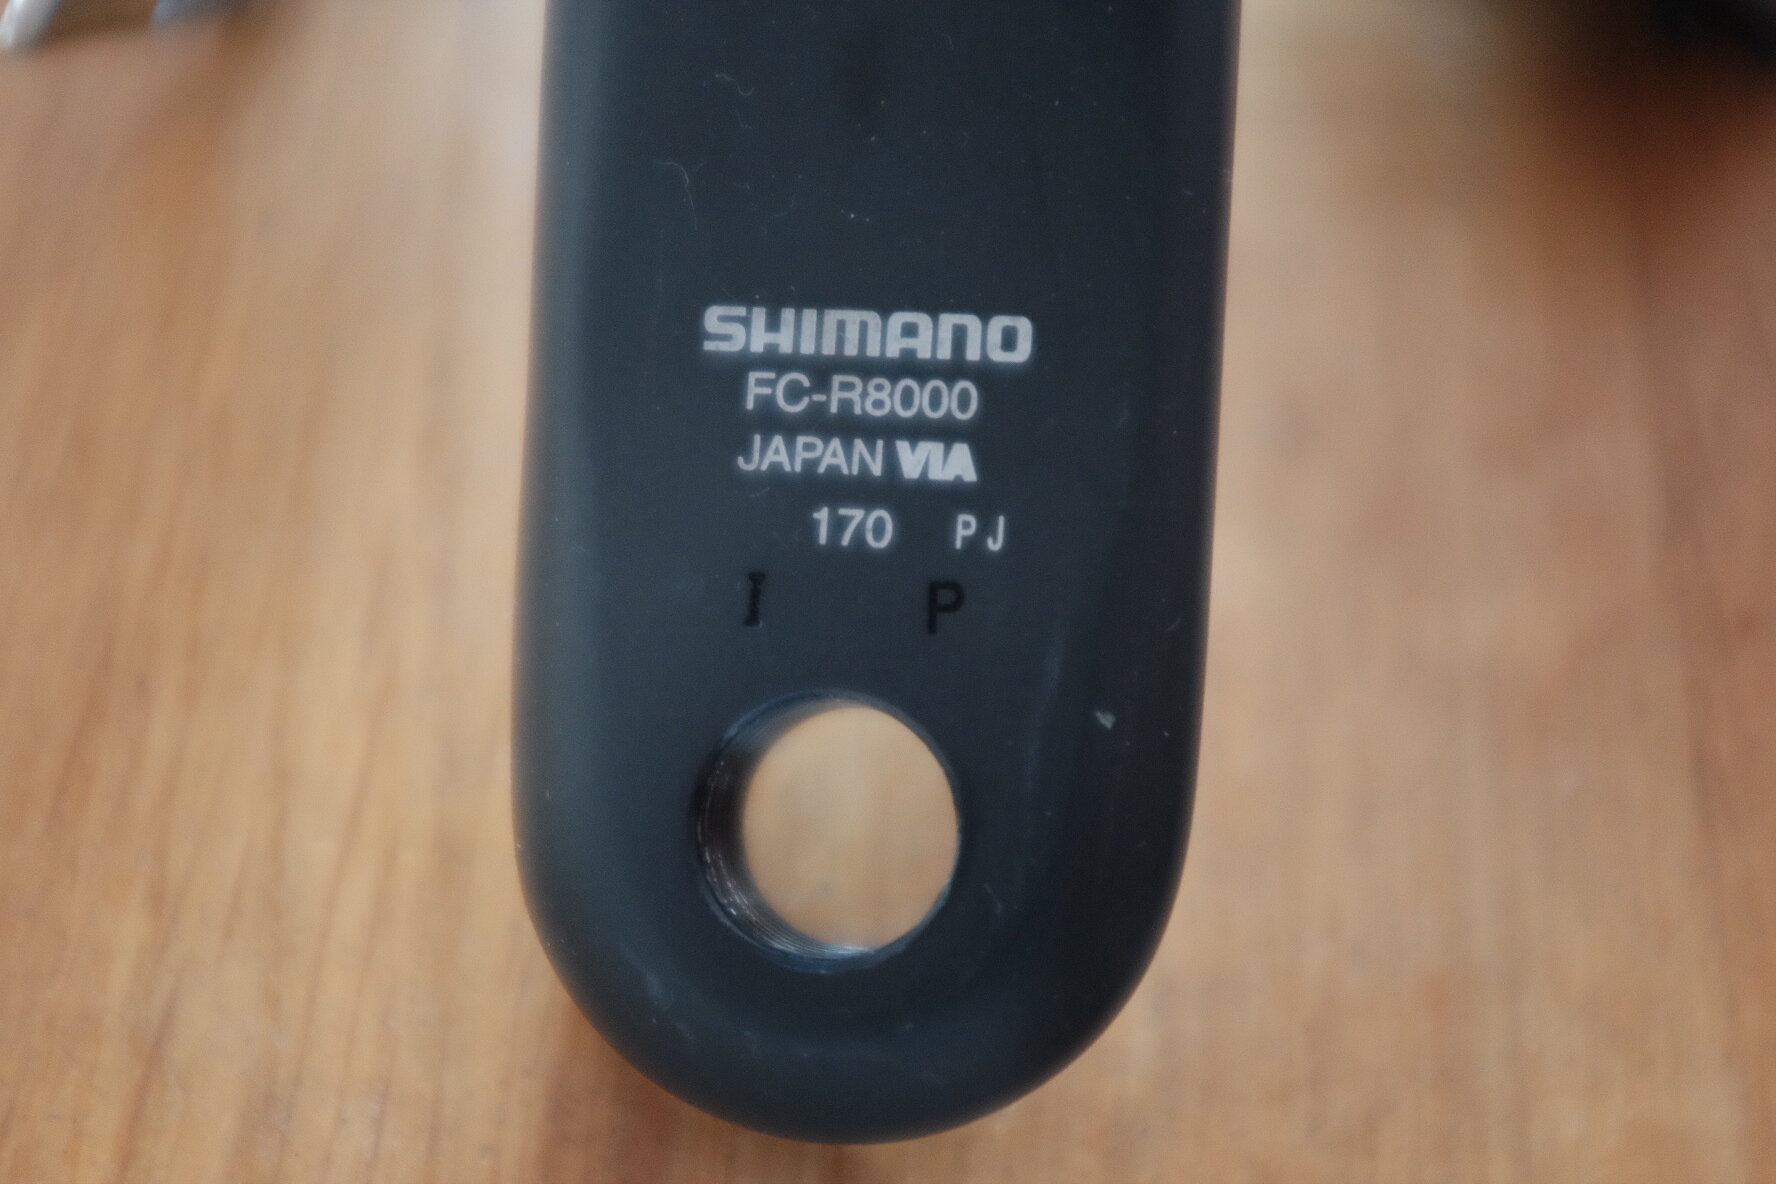 SHIMANO
FC-R8000
JAPAN VIA
170 PJ
I P